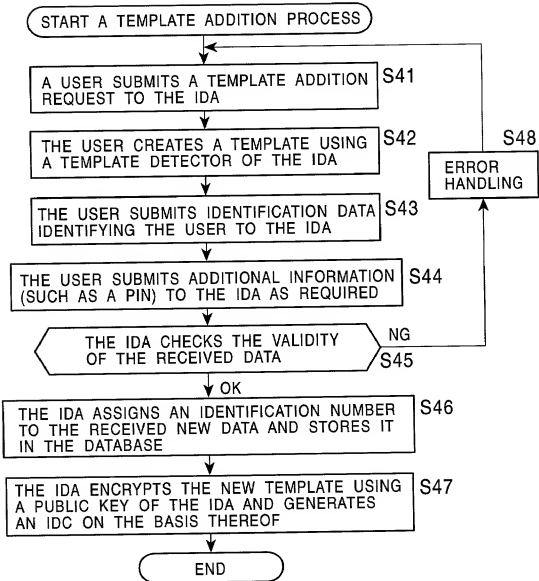 START A TEMPLATE ADDITION PROCESS
A USER SUBMITS A TEMPLATE ADDITION
REQUEST TO THE IDA
S41
THE USER CREATES A TEMPLATE USING
A TEMPLATE DETECTOR OF THE IDA
S42
S48
ERROR
HANDLING
THE USER SUBMITS IDENTIFICATION DATA
IDENTIFYING THE USER TO THE IDA
S43
THE USER SUBMITS ADDITIONAL INFORMATION
(SUCH AS A PIN) TO THE IDA AS REQUIRED
S44
THE IDA CHECKS THE VALIDITY
OF THE RECEIVED DATA
NG
S45
OK
THE IDA ASSIGNS AN IDENTIFICATION NUMBER
TO THE RECEIVED NEW DATA AND STORES IT
IN THE DATABASE
S46
THE IDA ENCRYPTS THE NEW TEMPLATE USING
A PUBLIC KEY OF THE IDA AND GENERATES
AN IDC ON THE BASIS THEREOF
S47
END